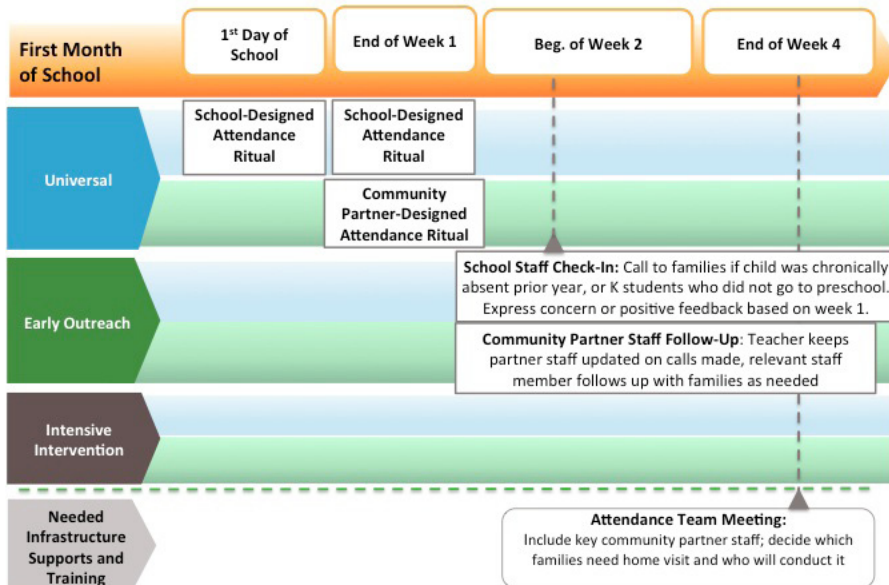 First Month
of School
1st Day of
School
End of Week 1
Beg. of Week 2
End of Week 4
Universal
School-Designed
Attendance
Ritual
School-Designed
Attendance
Ritual
Community
Partner-Designed
Attendance Ritual
Early Outreach
School Staff Check-In: Call to families if child was chronically
absent prior year, or K students who did not go to preschool.
Express concern or positive feedback based on week 1.
Community Partner Staff Follow-Up: Teacher keeps
partner staff updated on calls made, relevant staff
member follows up with families as needed
Intensive
Intervention
Needed
Infrastructure
Supports and
Training
Attendance Team Meeting:
Include key community partner staff; decide which
families need home visit and who will conduct it